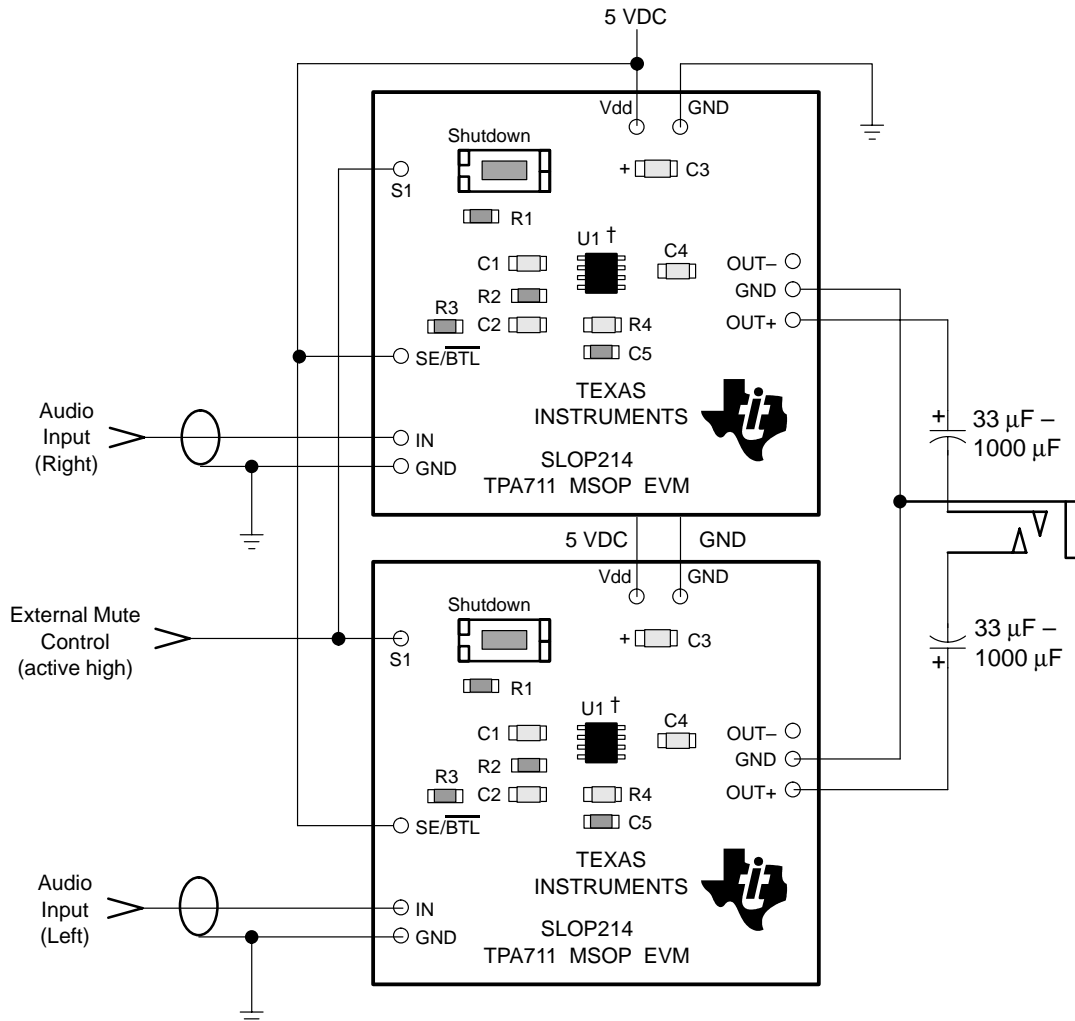 5 VDC
Vdd
GND
Shutdown
S1
+
C3
R1
U1 †
C1
C4
OUT–
R2
GND
R3
C2
R4
OUT+
C5
SE/BTL
TEXAS
INSTRUMENTS
Audio
Input
(Right)
IN
GND
SLOP214
TPA711 MSOP EVM
+
33 µF –
1000 µF
5 VDC
GND
Vdd
GND
External Mute
Control
(active high)
Shutdown
S1
+
C3
R1
33 µF –
1000 µF
+
U1 †
C1
C4
OUT–
R2
GND
R3
C2
R4
OUT+
C5
SE/BTL
TEXAS
INSTRUMENTS
Audio
Input
(Left)
IN
GND
SLOP214
TPA711 MSOP EVM